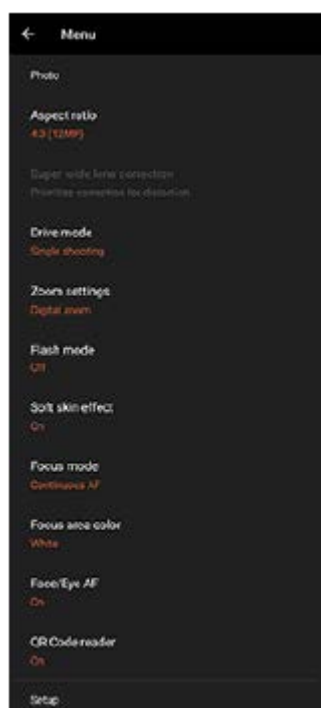 Menu
Photo
Aspect ratio
4:3 (12MP)
Super wide lens correction
Prioritize correction for distortion
Drive mode
Single shooting
Zoom settings
Digital zoom
Flash mode
Off
Soft skin effect
On
Focus mode
Continuous AF
Focus area color
White
Face/Eye AF
On
QR Code reader
On
Setup